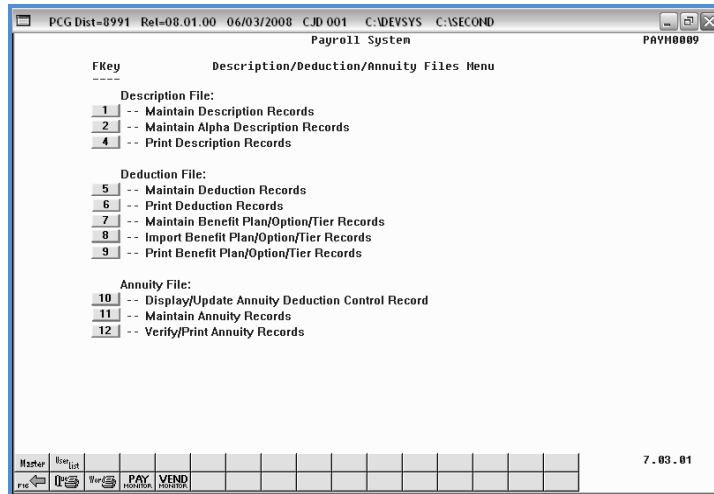 PCG Dist=8991 Rel=08.01.00 06/03/2008 CJD 001 C:\DEVSYS C:\SECOND
Payroll System PAYM0009
FKey Description/Deduction/Annuity Files Menu
----
Description File:
1 -- Maintain Description Records
2 -- Maintain Alpha Description Records
4 -- Print Description Records
Deduction File:
5 -- Maintain Deduction Records
6 -- Print Deduction Records
7 -- Maintain Benefit Plan/Option/Tier Records
8 -- Import Benefit Plan/Option/Tier Records
9 -- Print Benefit Plan/Option/Tier Records
Annuity File:
10 -- Display/Update Annuity Deduction Control Record
11 -- Maintain Annuity Records
12 -- Verify/Print Annuity Records
Master User List 7.03.01
F16 Que Word PAY MONITOR VEND MONITOR